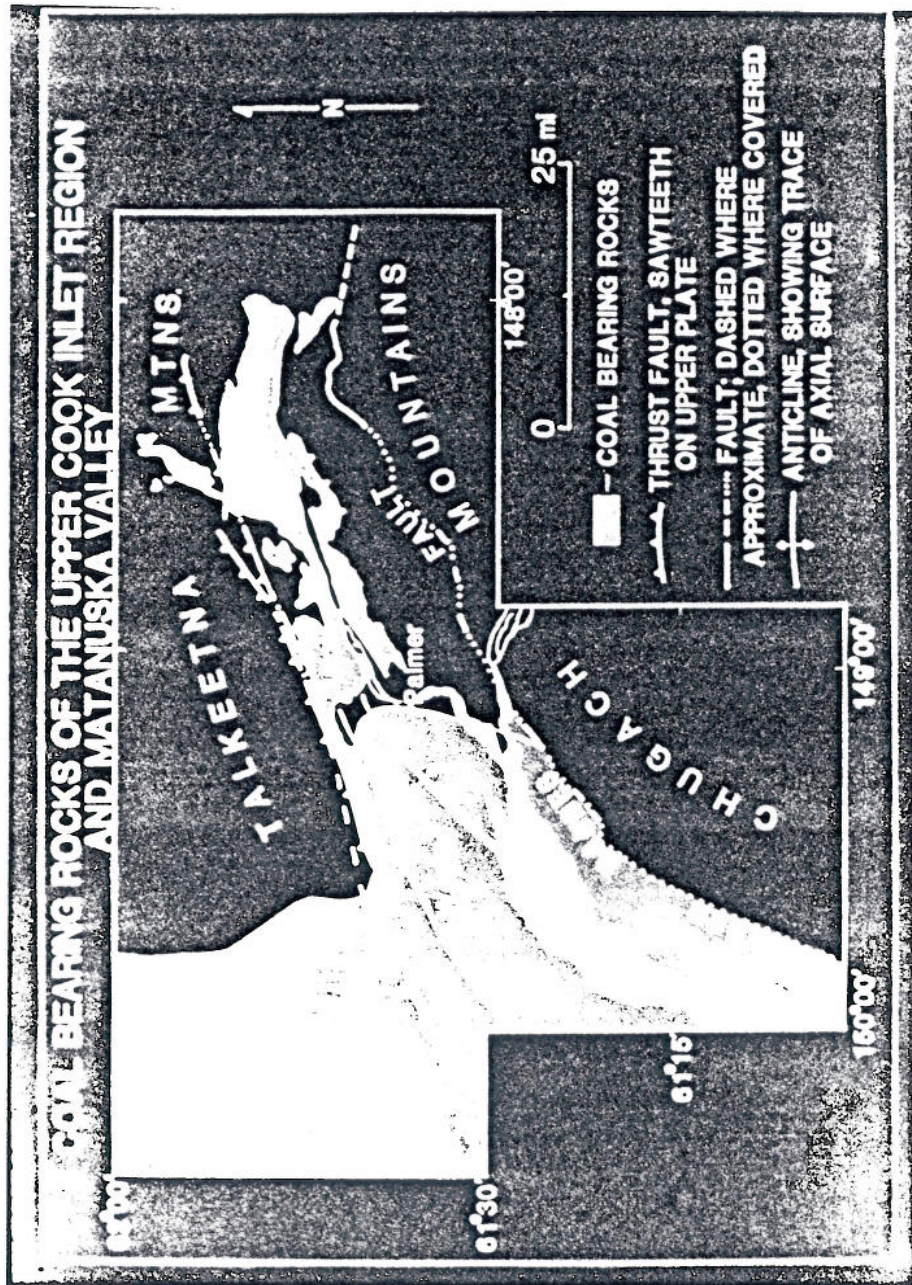 COAL BEARING ROCKS OF THE UPPER COOK INLET REGION
AND MATANUSKA VALLEY
TALKEETNA MTNS.
Palmer
FAULT
CHUGACH MOUNTAINS
N
61°30'
61°15'
150°00'
149°00'
148°00'
0 25 mi
– COAL BEARING ROCKS
THRUST FAULT, SAWTEETH
ON UPPER PLATE
FAULT; DASHED WHERE
APPROXIMATE, DOTTED WHERE COVERED
ANTICLINE, SHOWING TRACE
OF AXIAL SURFACE